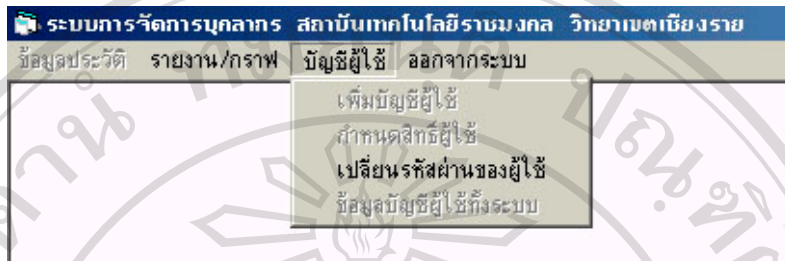 ระบบการจัดการบุคลากร สถาบันเทคโนโลยีราชมงคล วิทยาเขตเชียงราย
ข้อมูลประวัติ รายงาน/กราฟ บัญชีผู้ใช้ ออกจากระบบ
เพิ่มบัญชีผู้ใช้
กำหนดสิทธิ์ผู้ใช้
เปลี่ยนรหัสผ่านของผู้ใช้
ข้อมูลบัญชีผู้ใช้ทั้งระบบ